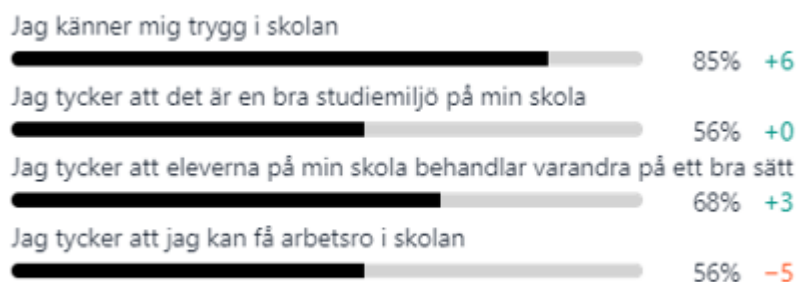 Jag känner mig trygg i skolan
85% +6
Jag tycker att det är en bra studiemiljö på min skola
56% +0
Jag tycker att eleverna på min skola behandlar varandra på ett bra sätt
68% +3
Jag tycker att jag kan få arbetsro i skolan
56% −5